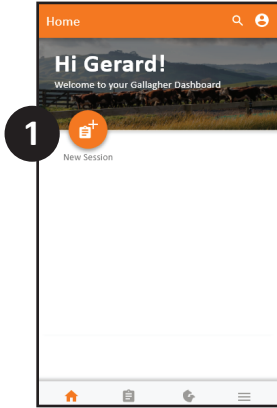 Home
Hi Gerard!
Welcome to your Gallagher Dashboard
1
New Session